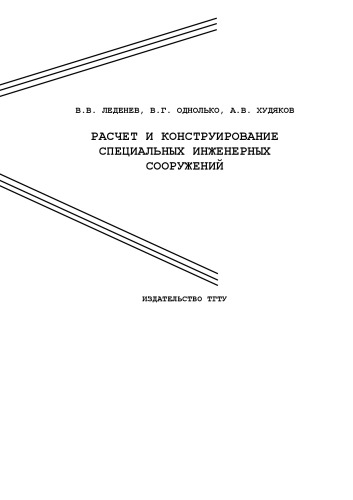 В.В. ЛЕДЕНЕВ, В.Г. ОДНОЛЬКО, А.В. ХУДЯКОВ
РАСЧЕТ И КОНСТРУИРОВАНИЕ
СПЕЦИАЛЬНЫХ ИНЖЕНЕРНЫХ
СООРУЖЕНИЙ
ИЗДАТЕЛЬСТВО ТГТУ